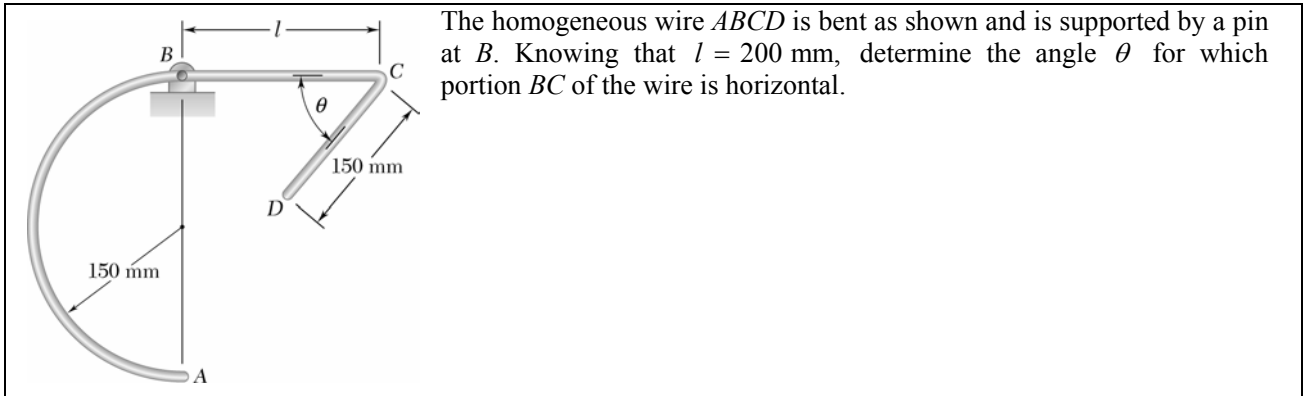 The homogeneous wire ABCD is bent as shown and is supported by a pin
at B. Knowing that l = 200 mm, determine the angle θ for which
portion BC of the wire is horizontal.
l
B
C
θ
150 mm
D
150 mm
A